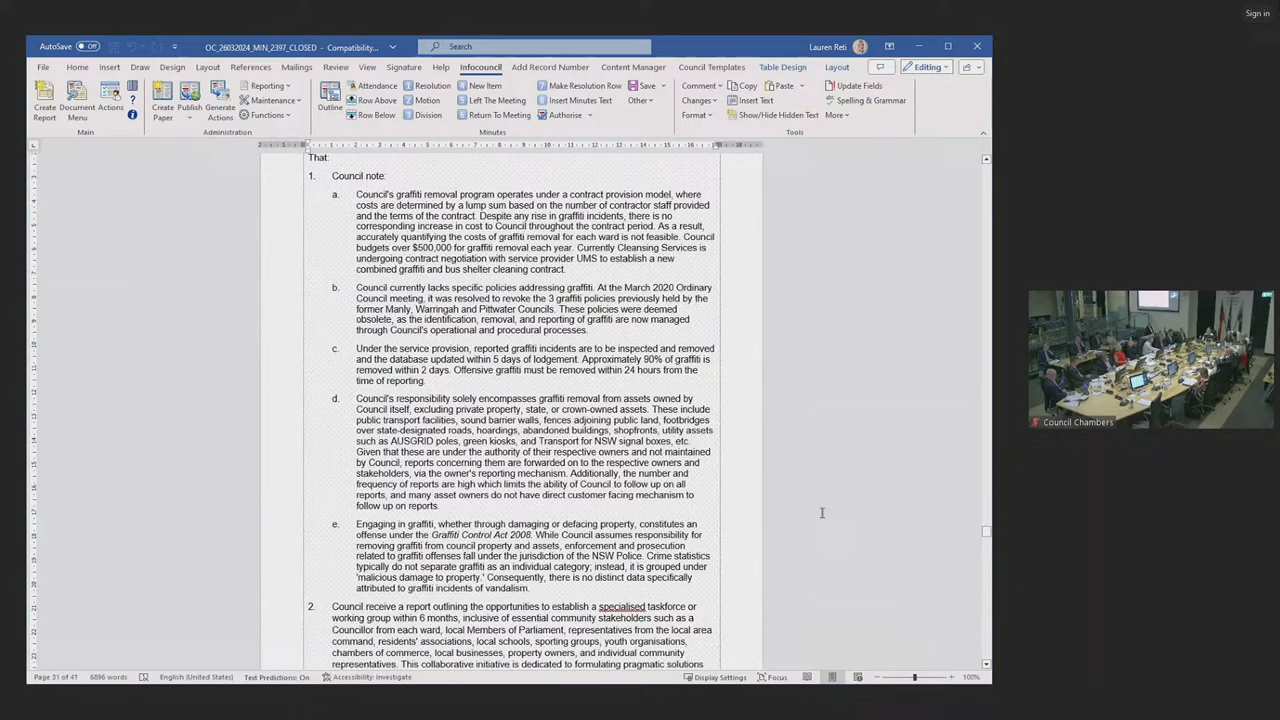 Sign in
AutoSave Off OC_26032024_MIN_2397_CLOSED - Compatibility... Search Lauren Reti
File Home Insert Draw Design Layout References Mailings Review View Signature Help Infocouncil Add Record Number Content Manager Council Templates Table Design Layout Editing
Create Report Document Menu Actions Create Paper Publish Generate Actions Reporting Maintenance Functions Outline Attendance Row Above Row Below 1 Resolution 2 Motion 3 Division 4 New Item 5 Left The Meeting 6 Return To Meeting 7 Make Resolution Row 8 Insert Minutes Text Authorise Save Other Comment Changes Format Copy Paste Insert Text Show/Hide Hidden Text Update Fields Spelling & Grammar More
Main Administration Minutes Tools
That:
1. Council note:
a. Council's graffiti removal program operates under a contract provision model, where
costs are determined by a lump sum based on the number of contractor staff provided
and the terms of the contract. Despite any rise in graffiti incidents, there is no
corresponding increase in cost to Council throughout the contract period. As a result,
accurately quantifying the costs of graffiti removal for each ward is not feasible. Council
budgets over $500,000 for graffiti removal each year. Currently Cleansing Services is
undergoing contract negotiation with service provider UMS to establish a new
combined graffiti and bus shelter cleaning contract.
b. Council currently lacks specific policies addressing graffiti. At the March 2020 Ordinary
Council meeting, it was resolved to revoke the 3 graffiti policies previously held by the
former Manly, Warringah and Pittwater Councils. These policies were deemed
obsolete, as the identification, removal, and reporting of graffiti are now managed
through Council's operational and procedural processes.
c. Under the service provision, reported graffiti incidents are to be inspected and removed
and the database updated within 5 days of lodgement. Approximately 90% of graffiti is
removed within 2 days. Offensive graffiti must be removed within 24 hours from the
time of reporting.
d. Council's responsibility solely encompasses graffiti removal from assets owned by
Council itself, excluding private property, state, or crown-owned assets. These include
public transport facilities, sound barrier walls, fences adjoining public land, footbridges
over state-designated roads, hoardings, abandoned buildings, shopfronts, utility assets
such as AUSGRID poles, green kiosks, and Transport for NSW signal boxes, etc.
Given that these are under the authority of their respective owners and not maintained
by Council, reports concerning them are forwarded on to the respective owners and
stakeholders, via the owner's reporting mechanism. Additionally, the number and
frequency of reports are high which limits the ability of Council to follow up on all
reports, and many asset owners do not have direct customer facing mechanism to
follow up on reports.
e. Engaging in graffiti, whether through damaging or defacing property, constitutes an
offense under the Graffiti Control Act 2008. While Council assumes responsibility for
removing graffiti from council property and assets, enforcement and prosecution
related to graffiti offenses fall under the jurisdiction of the NSW Police. Crime statistics
typically do not separate graffiti as an individual category; instead, it is grouped under
'malicious damage to property.' Consequently, there is no distinct data specifically
attributed to graffiti incidents of vandalism.
2. Council receive a report outlining the opportunities to establish a specialised taskforce or
working group within 6 months, inclusive of essential community stakeholders such as a
Councillor from each ward, local Members of Parliament, representatives from the local area
command, residents' associations, local schools, sporting groups, youth organisations,
chambers of commerce, local businesses, property owners, and individual community
representatives. This collaborative initiative is dedicated to formulating pragmatic solutions
Council Chambers
Page 31 of 41 6896 words English (United States) Text Predictions: On Accessibility: Investigate Display Settings Focus 100%